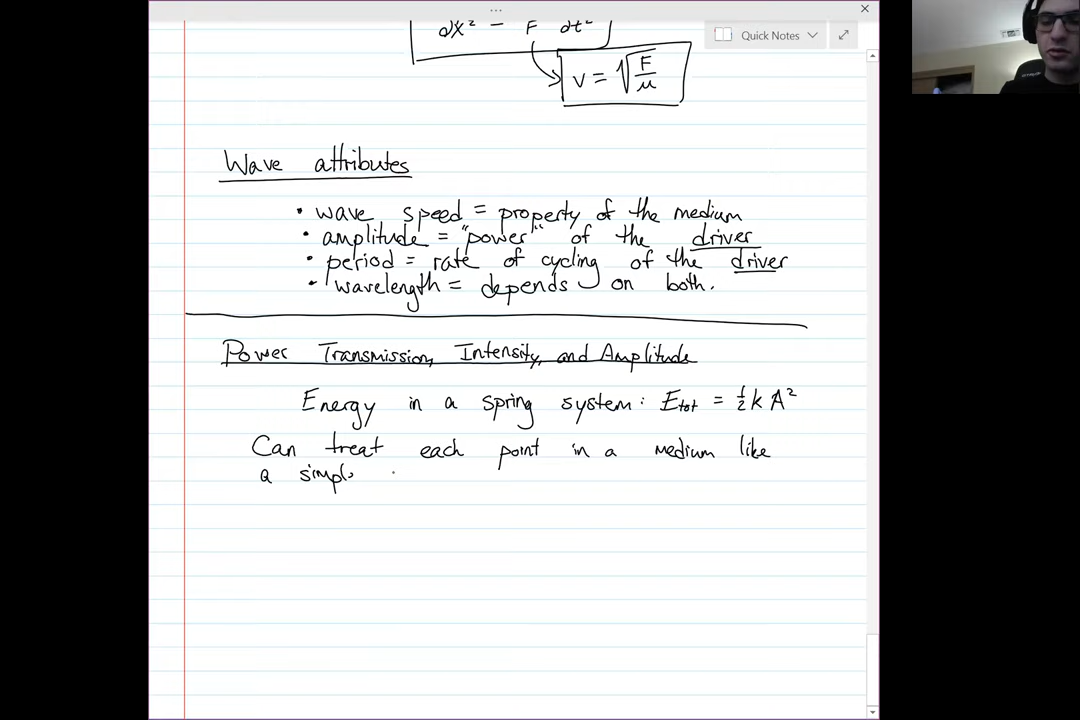 ∂x² = F ∂t²
v = √(F/μ)
Quick Notes
Wave attributes
• wave speed = property of the medium
• amplitude = "power" of the driver
• period = rate of cycling of the driver
• wavelength = depends on both.
Power Transmission, Intensity, and Amplitude
Energy in a spring system: Etot = ½ k A²
Can treat each point in a medium like
a simple